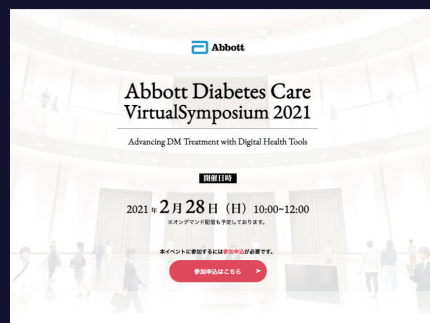 Abbott
Abbott Diabetes Care
VirtualSymposium 2021
Advancing DM Treatment with Digital Health Tools
開催日時
2021年2月28日（日）10:00~12:00
※オンデマンド配信も予定しております。
本イベントに参加するには参加申込が必要です。
参加申込はこちら ➤